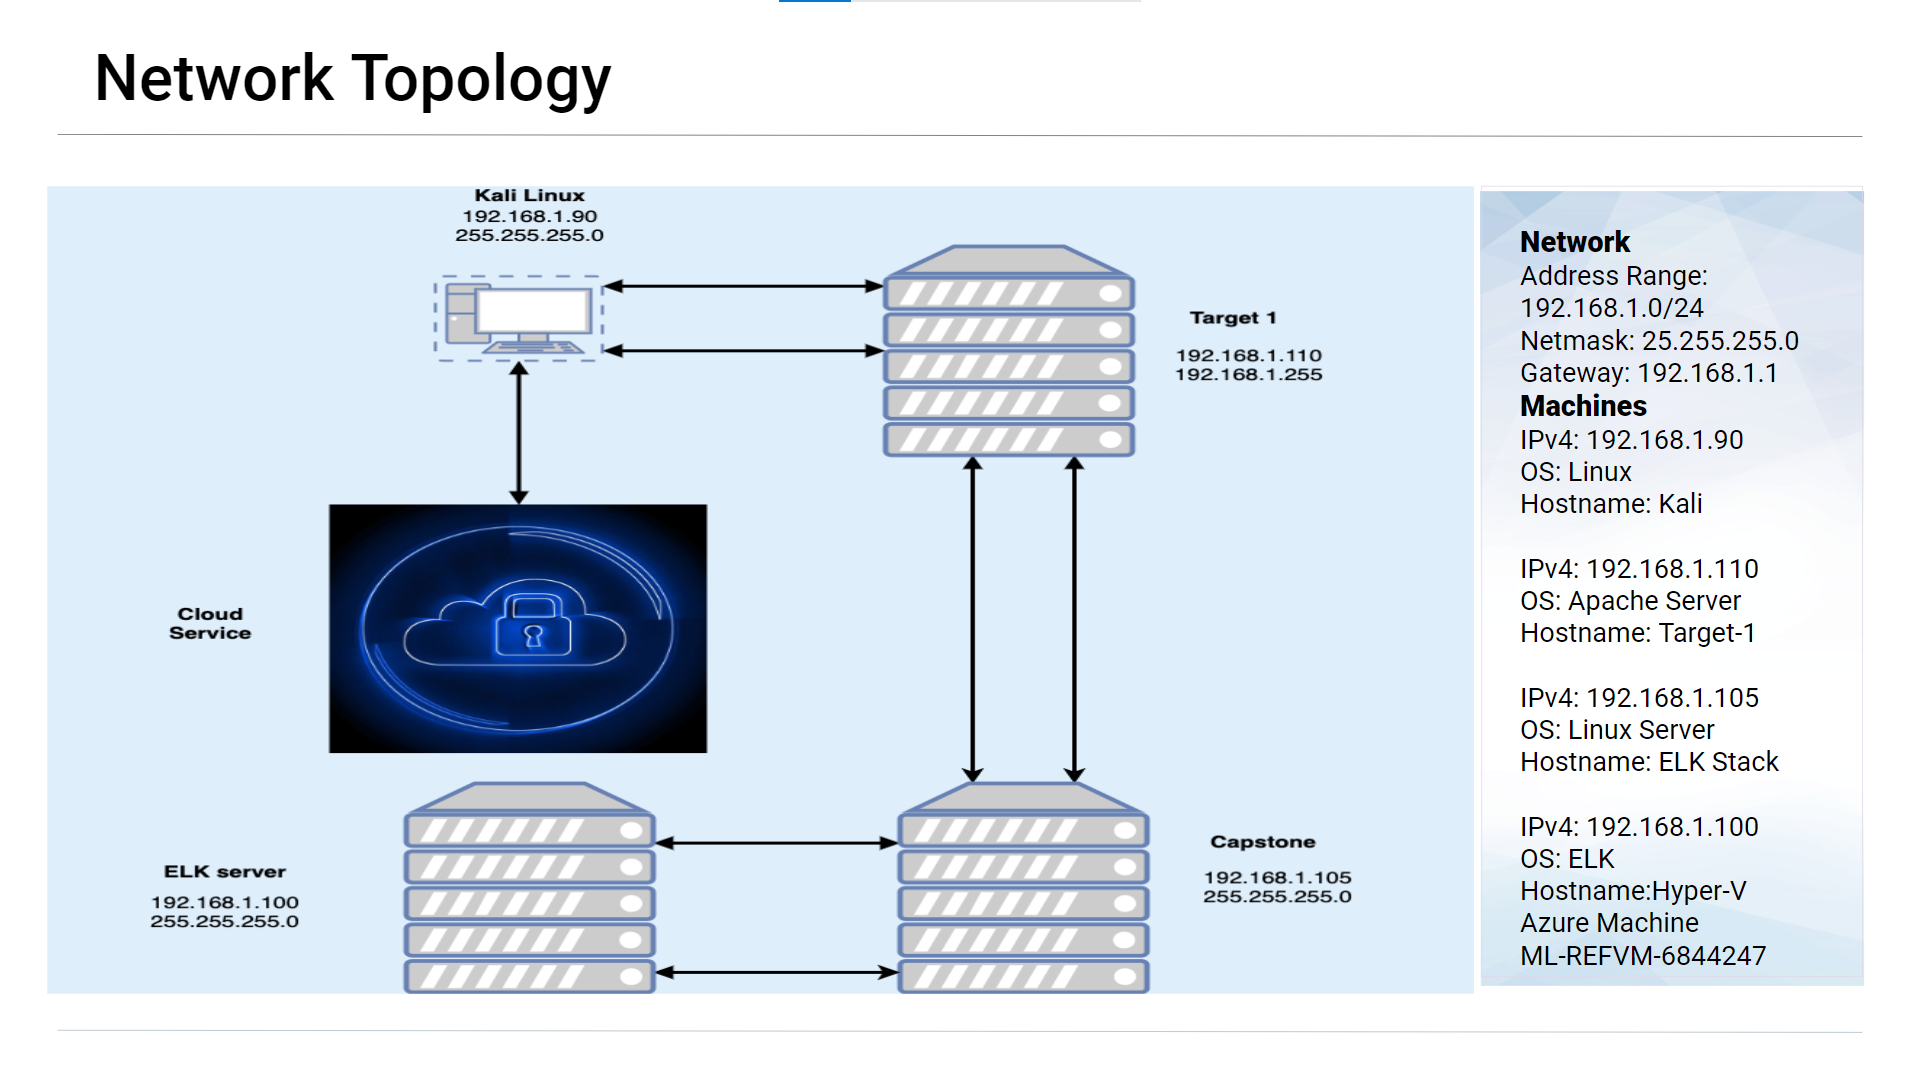 Network Topology
Kali Linux
192.168.1.90
255.255.255.0
Target 1
192.168.1.110
192.168.1.255
Cloud
Service
ELK server
192.168.1.100
255.255.255.0
Capstone
192.168.1.105
255.255.255.0
Network
Address Range:
192.168.1.0/24
Netmask: 25.255.255.0
Gateway: 192.168.1.1
Machines
IPv4: 192.168.1.90
OS: Linux
Hostname: Kali
IPv4: 192.168.1.110
OS: Apache Server
Hostname: Target-1
IPv4: 192.168.1.105
OS: Linux Server
Hostname: ELK Stack
IPv4: 192.168.1.100
OS: ELK
Hostname:Hyper-V
Azure Machine
ML-REFVM-6844247